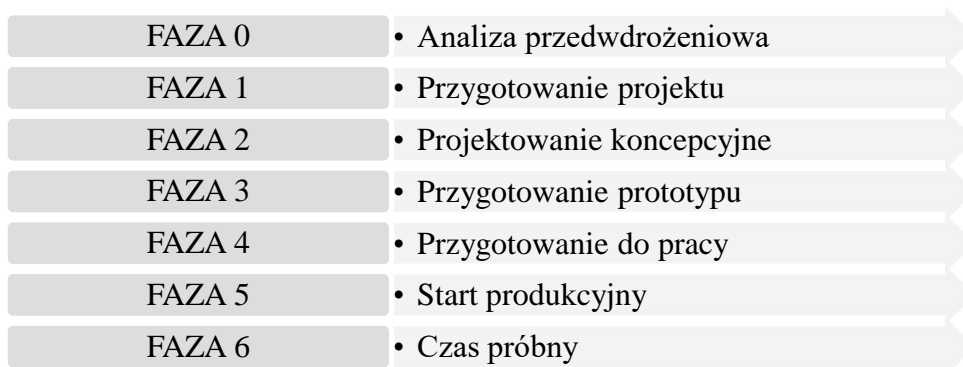 FAZA 0 • Analiza przedwdrożeniowa
FAZA 1 • Przygotowanie projektu
FAZA 2 • Projektowanie koncepcyjne
FAZA 3 • Przygotowanie prototypu
FAZA 4 • Przygotowanie do pracy
FAZA 5 • Start produkcyjny
FAZA 6 • Czas próbny